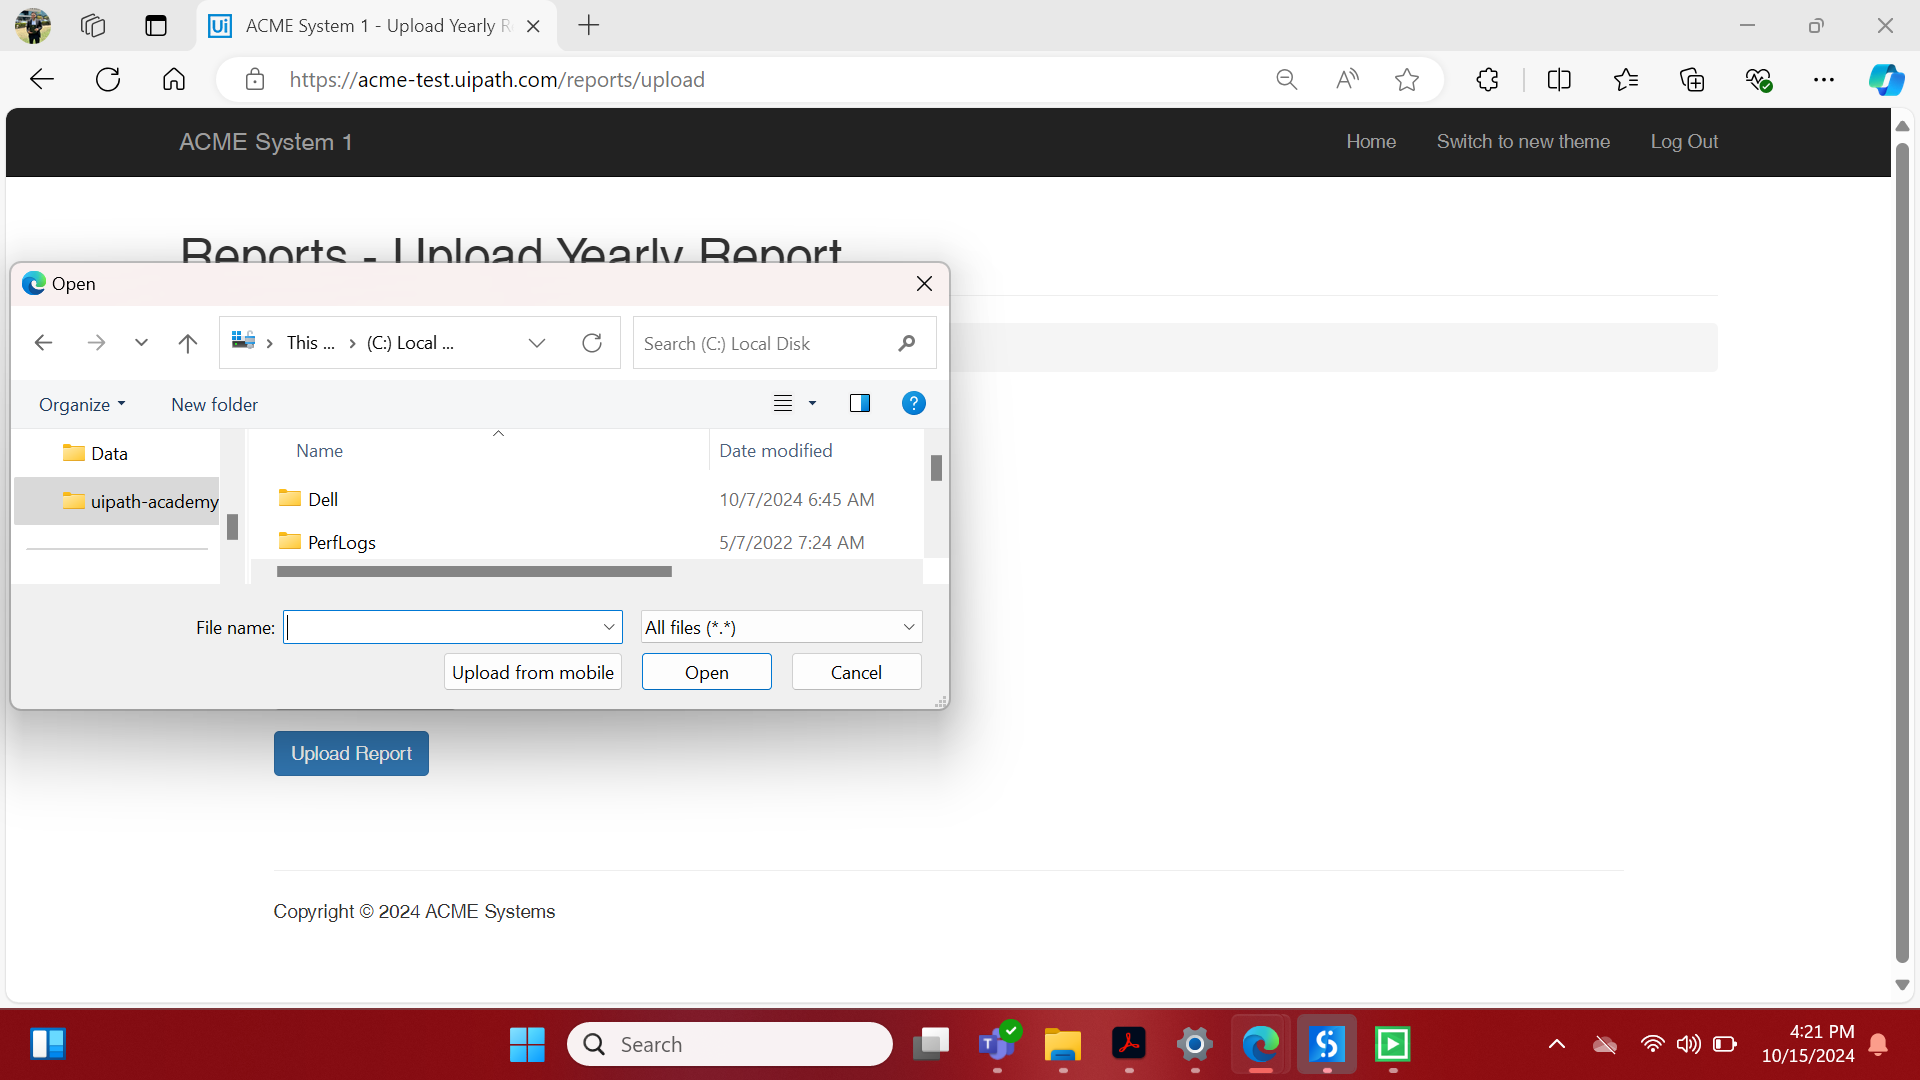 ACME System 1 - Upload Yearly R
https://acme-test.uipath.com/reports/upload
ACME System 1
Home
Switch to new theme
Log Out
Reports - Upload Yearly Report
Open
This ...
(C:) Local ...
Search (C:) Local Disk
Organize
New folder
Data
uipath-academy
Name
Date modified
Dell
10/7/2024 6:45 AM
PerfLogs
5/7/2022 7:24 AM
File name:
All files (*.*)
Upload from mobile
Open
Cancel
Upload Report
Copyright © 2024 ACME Systems
Search
4:21 PM
10/15/2024